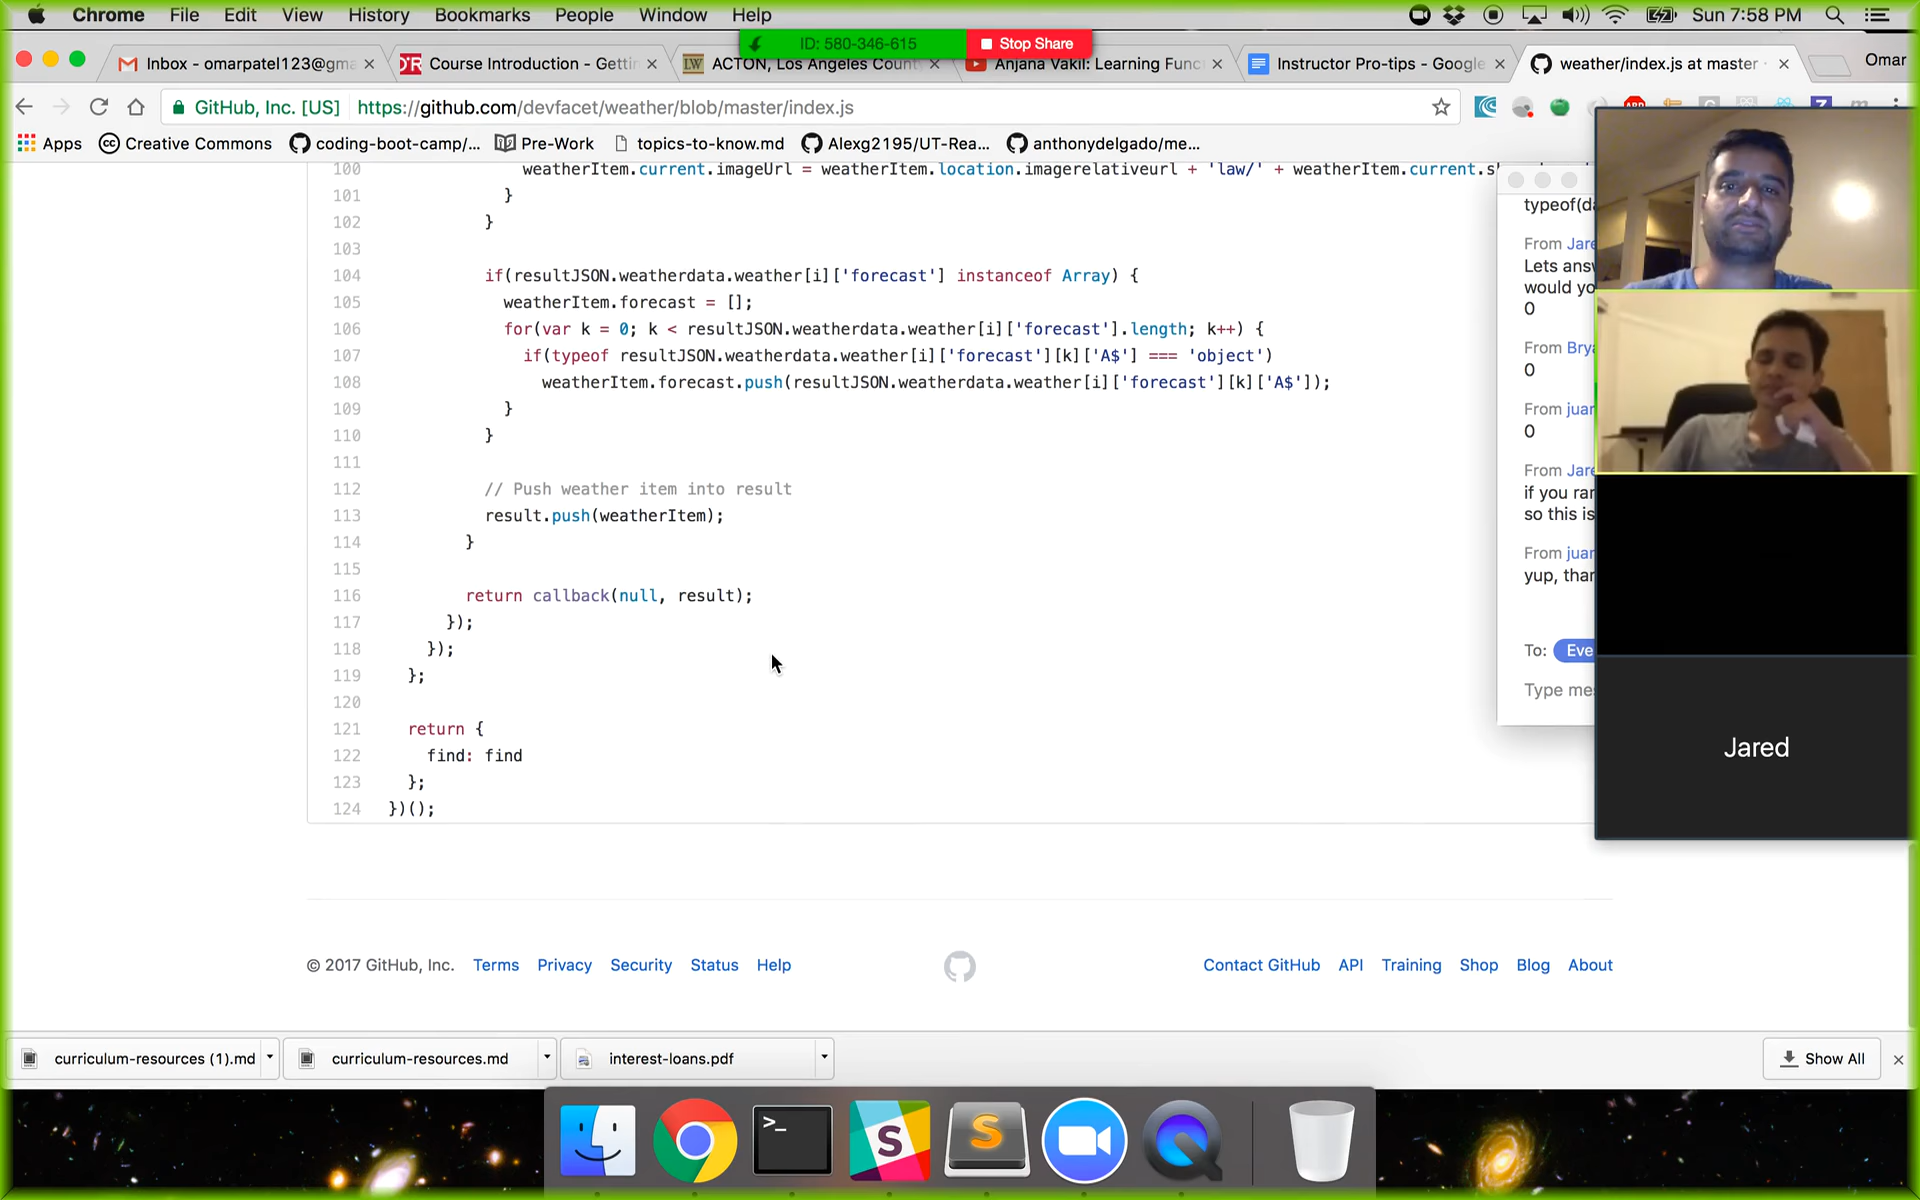 Chrome File Edit View History Bookmarks People Window Help
Sun 7:58 PM
ID: 580-346-615
Stop Share
Inbox - omarpatel123@gma
Course Introduction - Gettin
ACTON, Los Angeles County
Anjana Vakil: Learning Func
Instructor Pro-tips - Google
weather/index.js at master
Omar
GitHub, Inc. [US]
https://github.com/devfacet/weather/blob/master/index.js
Apps
Creative Commons
coding-boot-camp/...
Pre-Work
topics-to-know.md
Alexg2195/UT-Rea...
anthonydelgado/me...
100 weatherItem.current.imageUrl = weatherItem.location.imagerelativeurl + 'law/' + weatherItem.current.s
101 }
102 }
103
104 if(resultJSON.weatherdata.weather[i]['forecast'] instanceof Array) {
105 weatherItem.forecast = [];
106 for(var k = 0; k < resultJSON.weatherdata.weather[i]['forecast'].length; k++) {
107 if(typeof resultJSON.weatherdata.weather[i]['forecast'][k]['A$'] === 'object')
108 weatherItem.forecast.push(resultJSON.weatherdata.weather[i]['forecast'][k]['A$']);
109 }
110 }
111
112 // Push weather item into result
113 result.push(weatherItem);
114 }
115
116 return callback(null, result);
117 });
118 });
119 };
120
121 return {
122 find: find
123 };
124 })();
typeof(da
From Jare
Lets ansv
would yo
0
From Brya
0
From juar
0
From Jare
if you ran
so this is
From juar
yup, than
To: Eve
Type mes
Jared
© 2017 GitHub, Inc. Terms Privacy Security Status Help
Contact GitHub API Training Shop Blog About
curriculum-resources (1).md
curriculum-resources.md
interest-loans.pdf
Show All